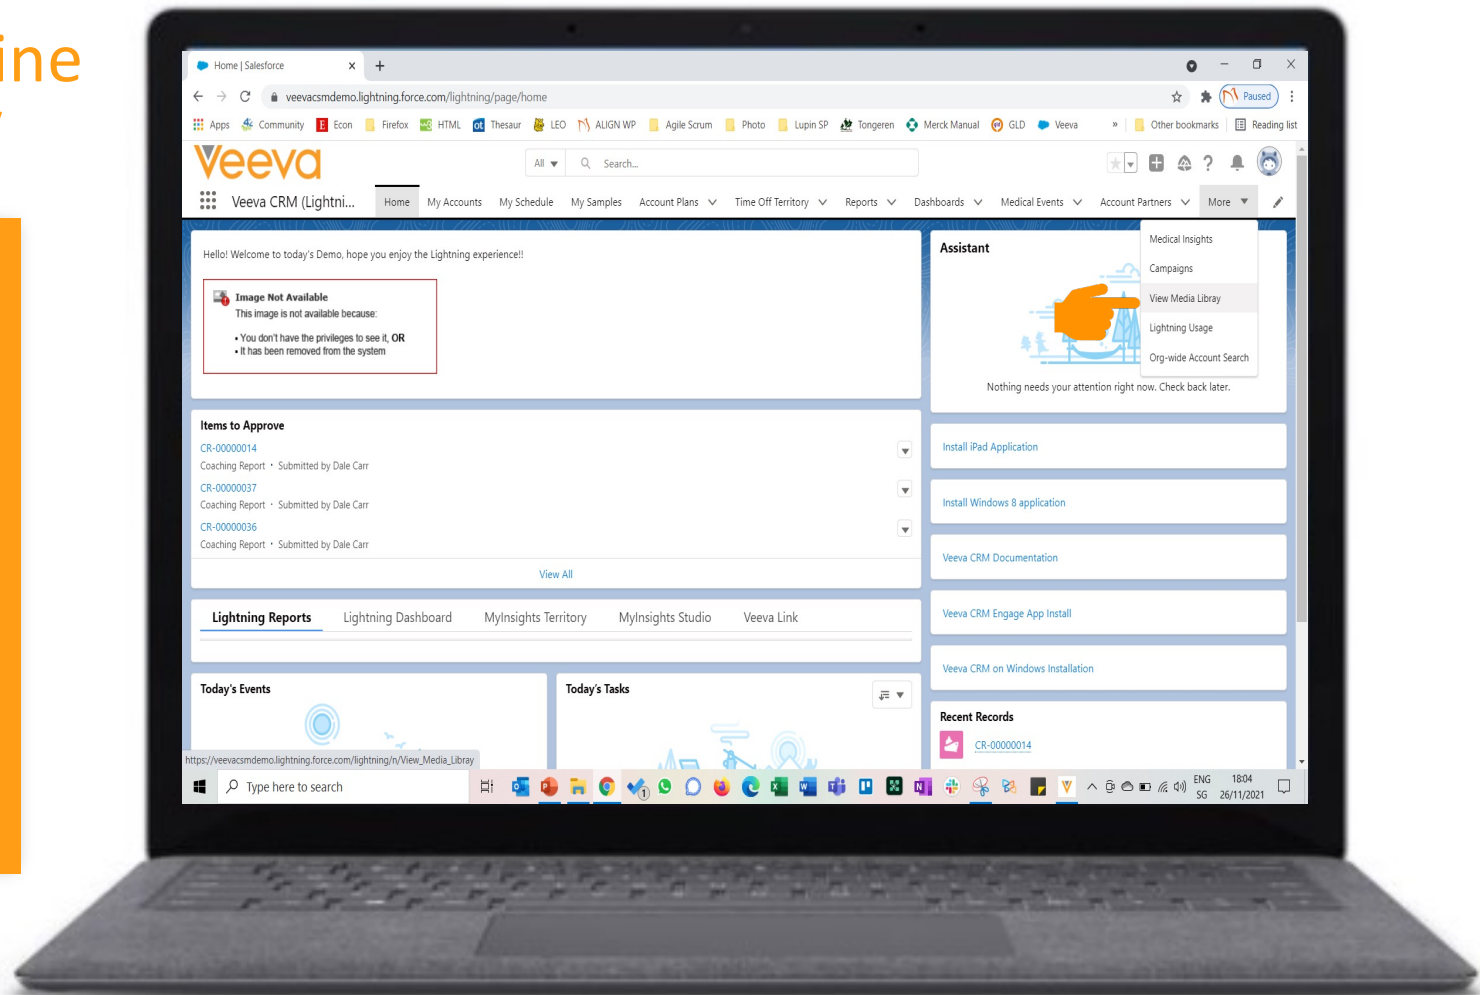 ine
Home | Salesforce
veevacsmdemo.lightning.force.com/lightning/page/home
Paused
Apps Community Econ Firefox HTML Thesaur LEO ALIGN WP Agile Scrum Photo Lupin SP Tongeren Merck Manual GLD Veeva » Other bookmarks Reading list
Veeva
All Search...
Veeva CRM (Lightni... Home My Accounts My Schedule My Samples Account Plans Time Off Territory Reports Dashboards Medical Events Account Partners More
Medical Insights
Campaigns
View Media Libray
Lightning Usage
Org-wide Account Search
Hello! Welcome to today's Demo, hope you enjoy the Lightning experience!!
Image Not Available
This image is not available because:
• You don't have the privileges to see it, OR
• It has been removed from the system
Assistant
Nothing needs your attention right now. Check back later.
Items to Approve
CR-00000014
Coaching Report • Submitted by Dale Carr
CR-00000037
Coaching Report • Submitted by Dale Carr
CR-00000036
Coaching Report • Submitted by Dale Carr
View All
Install iPad Application
Install Windows 8 application
Veeva CRM Documentation
Veeva CRM Engage App Install
Veeva CRM on Windows Installation
Lightning Reports Lightning Dashboard MyInsights Territory MyInsights Studio Veeva Link
Today's Events
Today's Tasks
Recent Records
CR-00000014
https://veevacsmdemo.lightning.force.com/lightning/n/View_Media_Libray
Type here to search
ENG
SG
18:04
26/11/2021